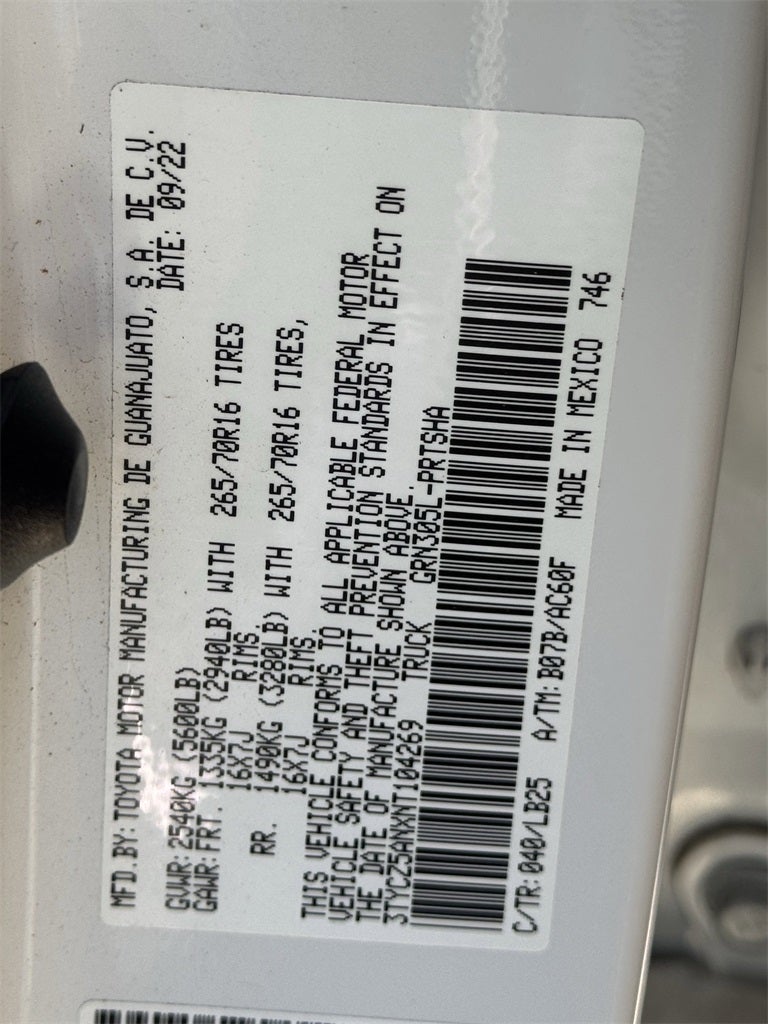 MFD.BY:TOYOTA MOTOR MANUFACTURING DE GUANAJUATO, S.A. DE C.V.
DATE: 09/22
GVWR:2540KG (5600LB)
GAWR:FRT. 1335KG (2940LB) WITH 265/70R16 TIRES
16X7J RIMS.
RR. 1490KG (3280LB) WITH 265/70R16 TIRES,
16X7J RIMS.
THIS VEHICLE CONFORMS TO ALL APPLICABLE FEDERAL MOTOR
VEHICLE SAFETY AND THEFT PREVENTION STANDARDS IN EFFECT ON
THE DATE OF MANUFACTURE SHOWN ABOVE.
3TYCZ5ANXNT104269 TRUCK GRN305L-PRTSHA
C/TR:040/LB25 A/TM:B07B/AC60F MADE IN MEXICO 746